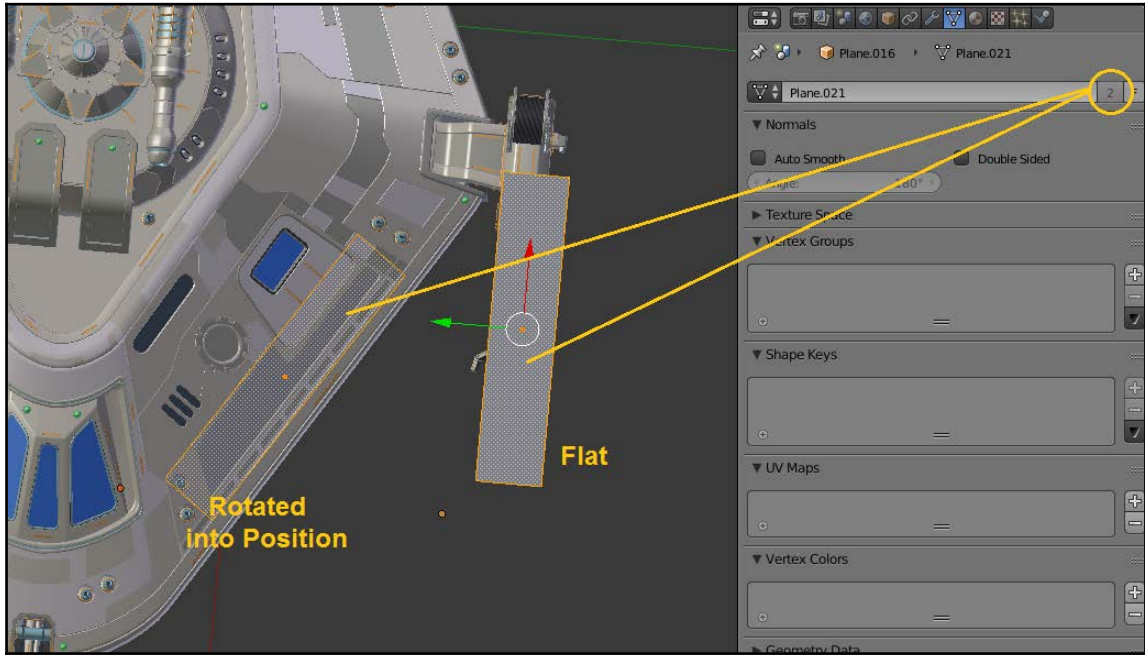 Plane.016
Plane.021
Plane.021
2
F
Normals
Auto Smooth
Double Sided
Angle:
180°
Texture Space
Vertex Groups
Shape Keys
UV Maps
Vertex Colors
Geometry Data
Flat
Rotated
into Position